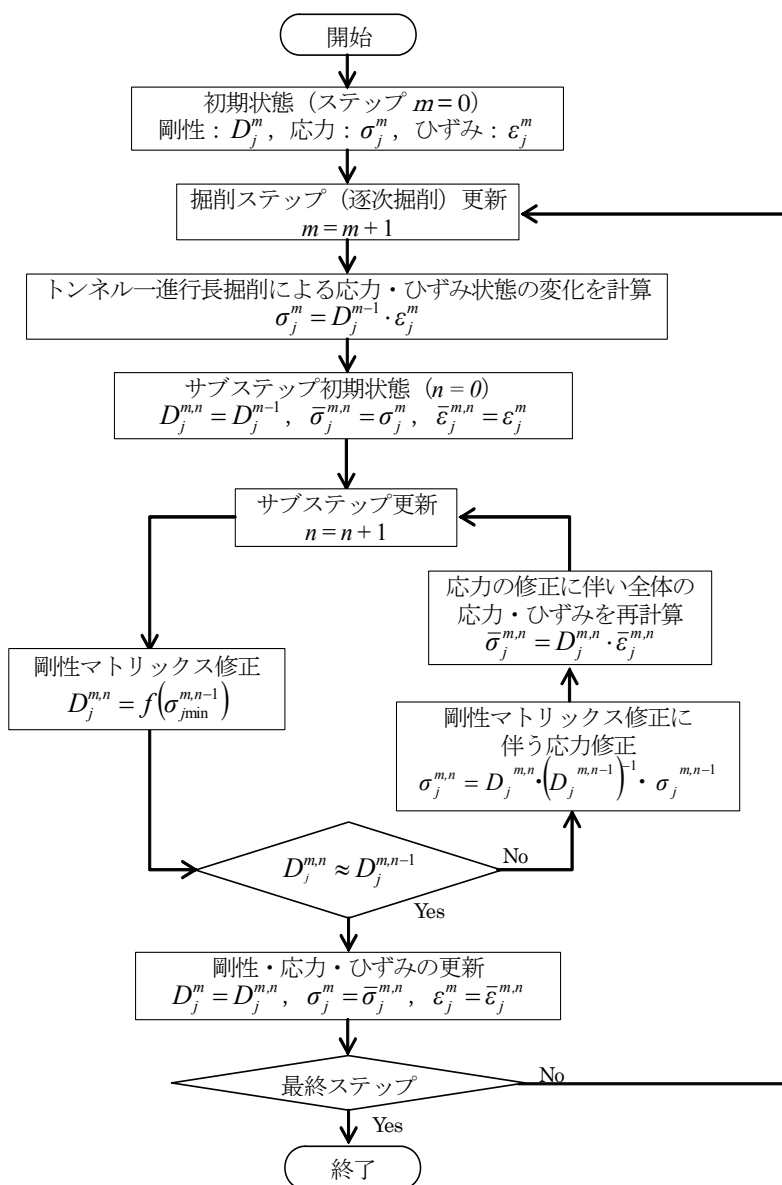 開始
初期状態（ステップ m = 0）
剛性：D_j^m，応力：σ_j^m，ひずみ：ε_j^m
掘削ステップ（逐次掘削）更新
m = m + 1
トンネル一進行長掘削による応力・ひずみ状態の変化を計算
σ_j^m = D_j^{m−1} · ε_j^m
サブステップ初期状態（n = 0）
D_j^{m,n} = D_j^{m−1}，σ̄_j^{m,n} = σ_j^m，ε̄_j^{m,n} = ε_j^m
サブステップ更新
n = n + 1
応力の修正に伴い全体の
応力・ひずみを再計算
σ̄_j^{m,n} = D_j^{m,n} · ε̄_j^{m,n}
剛性マトリックス修正
D_j^{m,n} = f(σ_{jmin}^{m,n−1})
剛性マトリックス修正に
伴う応力修正
σ_j^{m,n} = D_j^{m,n} · (D_j^{m,n−1})^{−1} · σ_j^{m,n−1}
D_j^{m,n} ≈ D_j^{m,n−1}
No
Yes
剛性・応力・ひずみの更新
D_j^m = D_j^{m,n}，σ_j^m = σ̄_j^{m,n}，ε_j^m = ε̄_j^{m,n}
最終ステップ
No
Yes
終了